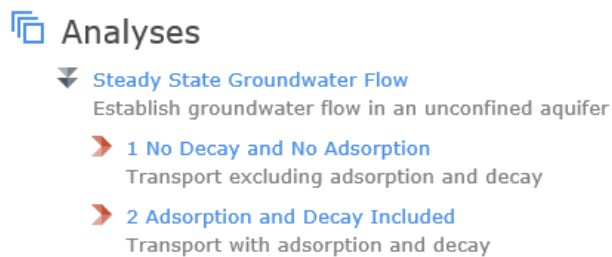 Analyses
Steady State Groundwater Flow
Establish groundwater flow in an unconfined aquifer
1 No Decay and No Adsorption
Transport excluding adsorption and decay
2 Adsorption and Decay Included
Transport with adsorption and decay